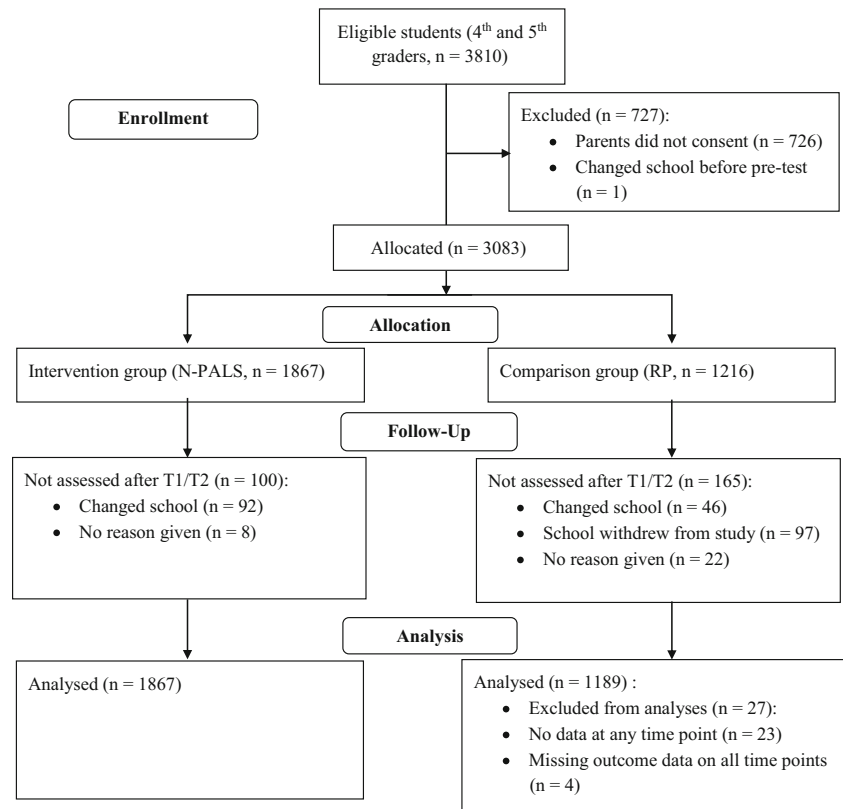 Eligible students (4th and 5th
graders, n = 3810)
Enrollment
Excluded (n = 727):
• Parents did not consent (n = 726)
• Changed school before pre-test
(n = 1)
Allocated (n = 3083)
Allocation
Intervention group (N-PALS, n = 1867)
Comparison group (RP, n = 1216)
Follow-Up
Not assessed after T1/T2 (n = 100):
• Changed school (n = 92)
• No reason given (n = 8)
Not assessed after T1/T2 (n = 165):
• Changed school (n = 46)
• School withdrew from study (n = 97)
• No reason given (n = 22)
Analysis
Analysed (n = 1867)
Analysed (n = 1189) :
• Excluded from analyses (n = 27):
• No data at any time point (n = 23)
• Missing outcome data on all time points
(n = 4)